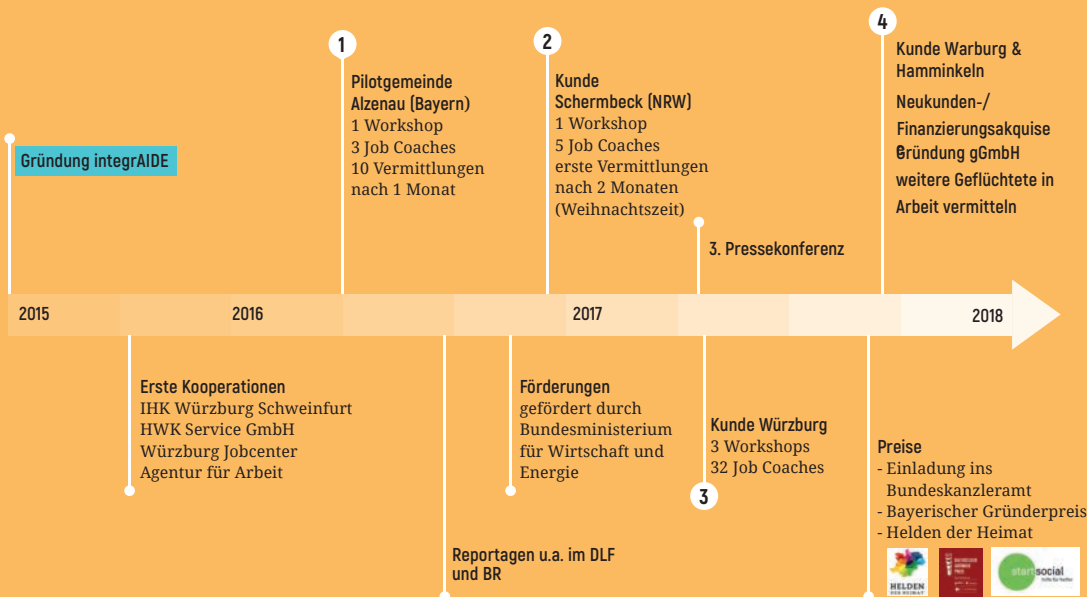 4
1
2
Kunde Warburg &
Hamminkeln
Neukunden-/
Finanzierungsakquise
Gründung gGmbH
weitere Geflüchtete in
Arbeit vermitteln
Pilotgemeinde
Alzenau (Bayern)
1 Workshop
3 Job Coaches
10 Vermittlungen
nach 1 Monat
Kunde
Schermbeck (NRW)
1 Workshop
5 Job Coaches
erste Vermittlungen
nach 2 Monaten
(Weihnachtszeit)
Gründung integrAIDE
3. Pressekonferenz
2015
2016
2017
2018
Erste Kooperationen
IHK Würzburg Schweinfurt
HWK Service GmbH
Würzburg Jobcenter
Agentur für Arbeit
Förderungen
gefördert durch
Bundesministerium
für Wirtschaft und
Energie
Kunde Würzburg
3 Workshops
32 Job Coaches
3
Preise
- Einladung ins
Bundeskanzleramt
- Bayerischer Gründerpreis
- Helden der Heimat
Reportagen u.a. im DLF
und BR
HELDEN
DER HEIMAT
startsocial
hilfe für helfer